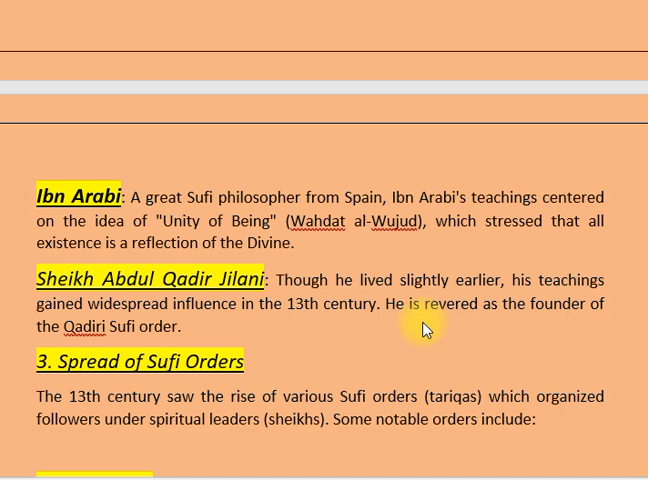 Ibn Arabi: A great Sufi philosopher from Spain, Ibn Arabi's teachings centered
on the idea of "Unity of Being" (Wahdat al-Wujud), which stressed that all
existence is a reflection of the Divine.
Sheikh Abdul Qadir Jilani: Though he lived slightly earlier, his teachings
gained widespread influence in the 13th century. He is revered as the founder of
the Qadiri Sufi order.
3. Spread of Sufi Orders
The 13th century saw the rise of various Sufi orders (tariqas) which organized
followers under spiritual leaders (sheikhs). Some notable orders include: